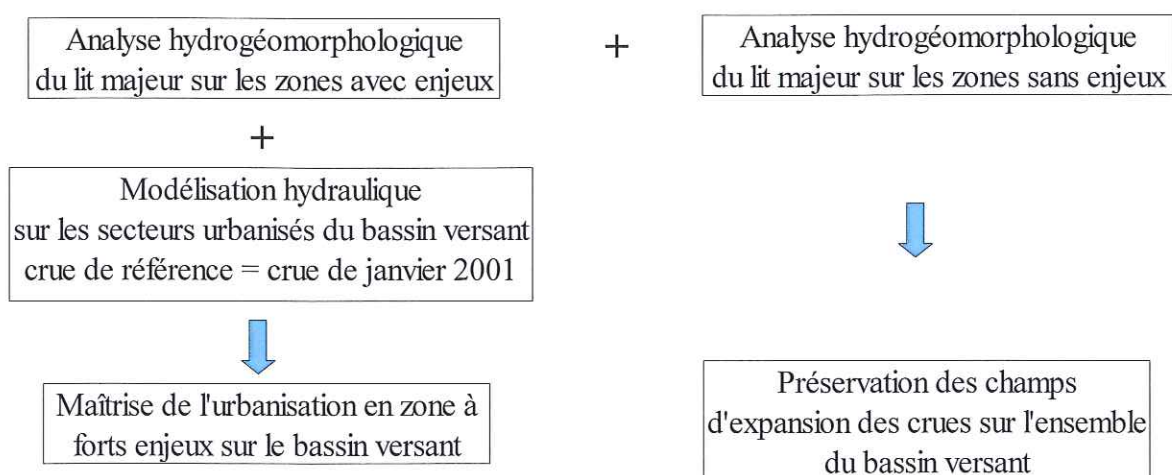 Analyse hydrogéomorphologique
du lit majeur sur les zones avec enjeux
+
Analyse hydrogéomorphologique
du lit majeur sur les zones sans enjeux
+
Modélisation hydraulique
sur les secteurs urbanisés du bassin versant
crue de référence = crue de janvier 2001
Maîtrise de l'urbanisation en zone à
forts enjeux sur le bassin versant
Préservation des champs
d'expansion des crues sur l'ensemble
du bassin versant